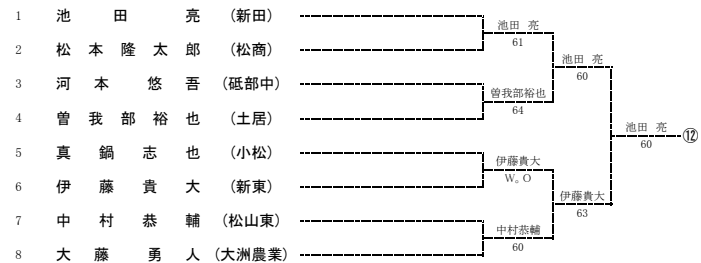 1 池田亮 (新田)
2 松本隆太郎 (松商)
3 河本悠吾 (砥部中)
4 曽我部裕也 (土居)
5 真鍋志也 (小松)
6 伊藤貴大 (新東)
7 中村恭輔 (松山東)
8 大藤勇人 (大洲農業)
池田 亮
61
曽我部裕也
64
伊藤貴大
W。O
中村恭輔
60
池田 亮
60
伊藤貴大
63
池田 亮
60
⑫